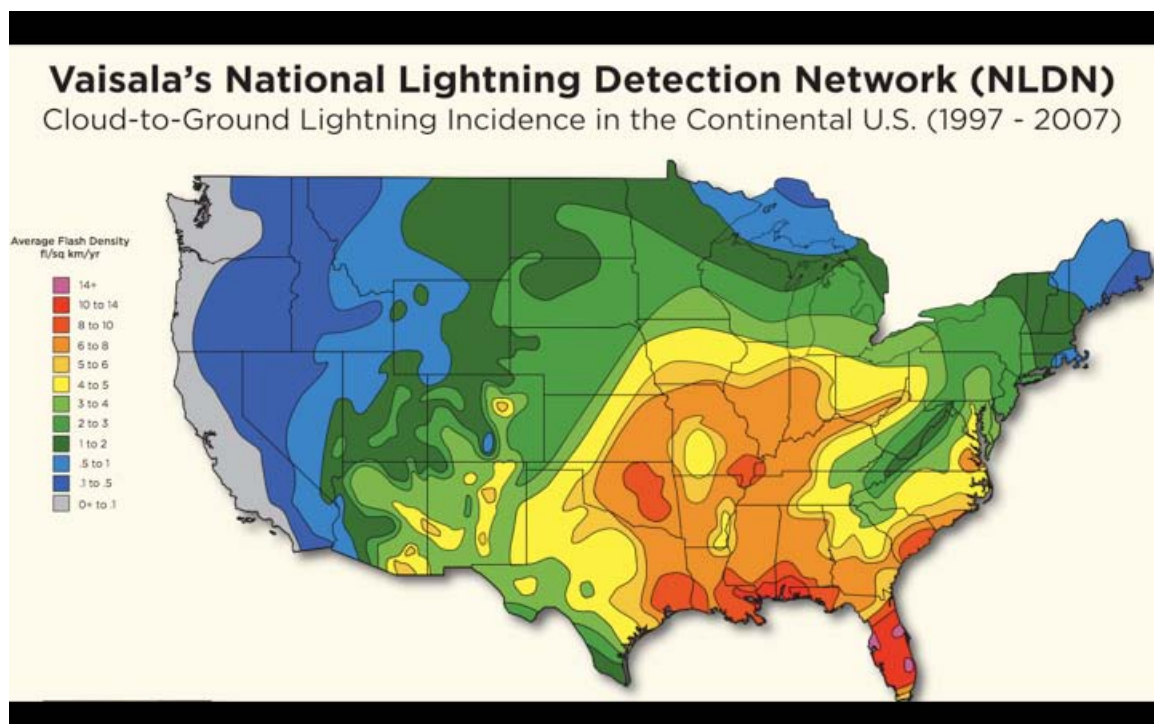 Vaisala's National Lightning Detection Network (NLDN)
Cloud-to-Ground Lightning Incidence in the Continental U.S. (1997 - 2007)
Average Flash Density
fl/sq km/yr
14+
10 to 14
8 to 10
6 to 8
5 to 6
4 to 5
3 to 4
2 to 3
1 to 2
.5 to 1
.1 to .5
0+ to .1